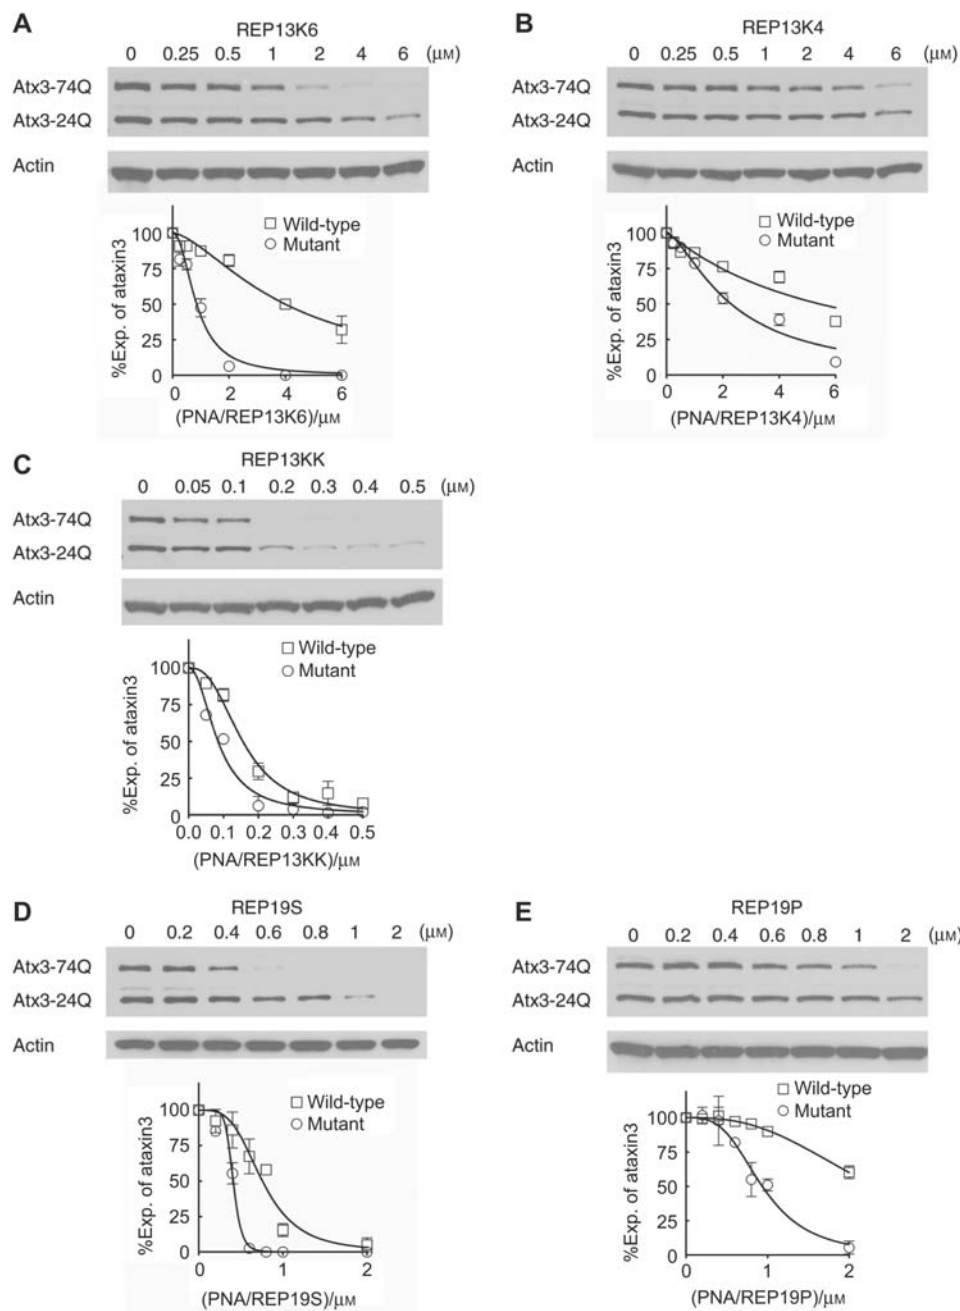 A
REP13K6
0 0.25 0.5 1 2 4 6 (μM)
Atx3-74Q
Atx3-24Q
Actin
%Exp. of ataxin3
100
75
50
25
0
Wild-type
Mutant
0 2 4 6
(PNA/REP13K6)/μM
B
REP13K4
0 0.25 0.5 1 2 4 6 (μM)
Atx3-74Q
Atx3-24Q
Actin
%Exp. of ataxin3
100
75
50
25
0
Wild-type
Mutant
0 2 4 6
(PNA/REP13K4)/μM
C
REP13KK
0 0.05 0.1 0.2 0.3 0.4 0.5 (μM)
Atx3-74Q
Atx3-24Q
Actin
%Exp. of ataxin3
100
75
50
25
0
Wild-type
Mutant
0.0 0.1 0.2 0.3 0.4 0.5
(PNA/REP13KK)/μM
D
REP19S
0 0.2 0.4 0.6 0.8 1 2 (μM)
Atx3-74Q
Atx3-24Q
Actin
%Exp. of ataxin3
100
75
50
25
0
Wild-type
Mutant
0 1 2
(PNA/REP19S)/μM
E
REP19P
0 0.2 0.4 0.6 0.8 1 2 (μM)
Atx3-74Q
Atx3-24Q
Actin
%Exp. of ataxin3
100
75
50
25
0
Wild-type
Mutant
0 1 2
(PNA/REP19P)/μM